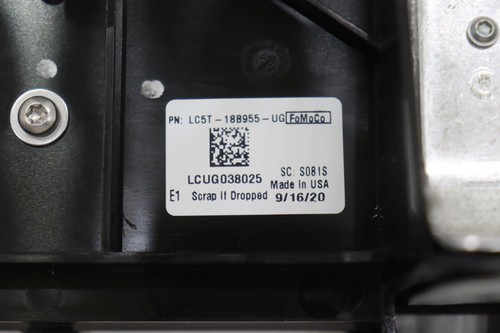 PN: LC5T-18B955-UG FoMoCo
LCUG038025
SC: S081S
Made in USA
E1 Scrap if Dropped 9/16/20